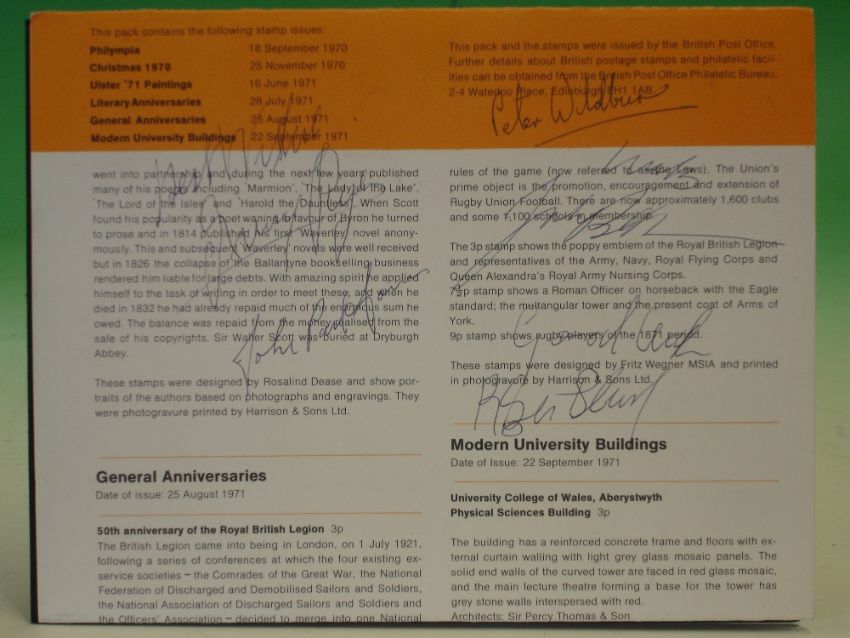 This pack contains the following stamp issues:
Philympia 18 September 1970
Christmas 1970 25 November 1970
Ulster '71 Paintings 16 June 1971
Literary Anniversaries 28 July 1971
General Anniversaries 25 August 1971
Modern University Buildings 22 September 1971
went into partnership and during the next few years published
many of his poems including 'Marmion', 'The Lady of the Lake',
'The Lord of the Isles' and 'Harold the Dauntless'. When Scott
found his popularity as a poet waning in favour of Byron he turned
to prose and in 1814 published his first 'Waverley' novel anony-
mously. This and subsequent 'Waverley' novels were well received
but in 1826 the collapse of the Ballantyne bookselling business
rendered him liable for large debts. With amazing spirit he applied
himself to the task of writing in order to meet these, and when he
died in 1832 he had already repaid much of the enormous sum he
owed. The balance was repaid from the money realised from the
sale of his copyrights. Sir Walter Scott was buried at Dryburgh
Abbey.
These stamps were designed by Rosalind Dease and show por-
traits of the authors based on photographs and engravings. They
were photogravure printed by Harrison & Sons Ltd.
General Anniversaries
Date of issue: 25 August 1971
50th anniversary of the Royal British Legion 3p
The British Legion came into being in London, on 1 July 1921,
following a series of conferences at which the four existing ex-
service societies – the Comrades of the Great War, the National
Federation of Discharged and Demobilised Sailors and Soldiers,
the National Association of Discharged Sailors and Soldiers and
the Officers' Association – decided to merge into one National
Best Wishes
John
This pack and the stamps were issued by the British Post Office.
Further details about British postage stamps and philatelic facil-
ities can be obtained from the British Post Office Philatelic Bureau,
2-4 Waterloo Place, Edinburgh EH1 1AB.
Peter Wildbur
rules of the game (now referred to as the Laws). The Union's
prime object is the promotion, encouragement and extension of
Rugby Union Football. There are now approximately 1,600 clubs
and some 1,100 schools in membership.
The 3p stamp shows the poppy emblem of the Royal British Legion
and representatives of the Army, Navy, Royal Flying Corps and
Queen Alexandra's Royal Army Nursing Corps.
7½p stamp shows a Roman Officer on horseback with the Eagle
standard; the multangular tower and the present coat of Arms of
York.
9p stamp shows rugby players of the 1871 period.
Good Luck
These stamps were designed by Fritz Wegner MSIA and printed
in photogravure by Harrison & Sons Ltd.
Modern University Buildings
Date of issue: 22 September 1971
University College of Wales, Aberystwyth
Physical Sciences Building 3p
The building has a reinforced concrete frame and floors with ex-
ternal curtain walling with light grey glass mosaic panels. The
solid end walls of the curved tower are faced in red glass mosaic,
and the main lecture theatre forming a base for the tower has
grey stone walls interspersed with red.
Architects: Sir Percy Thomas & Son